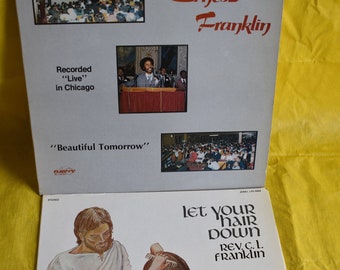 Franklin
Recorded
"Live"
in Chicago
"Beautiful Tomorrow"
LET YOUR
HAIR
DOWN
REV. C. L.
FRANKLIN